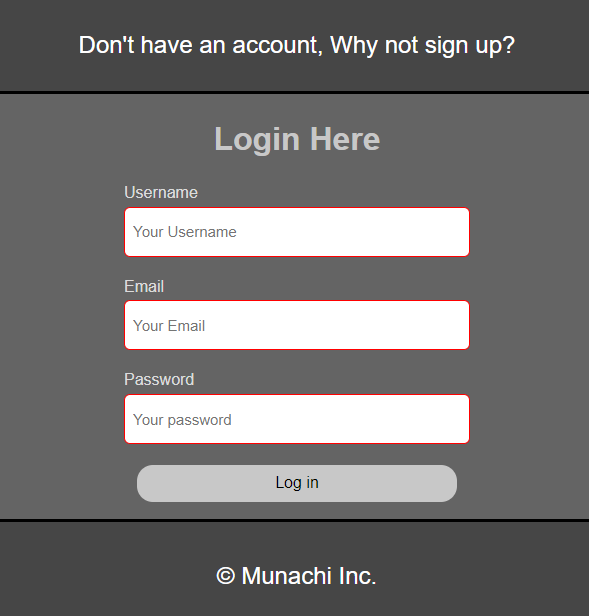 Don't have an account, Why not sign up?
Login Here
Username
Your Username
Email
Your Email
Password
Your password
Log in
© Munachi Inc.